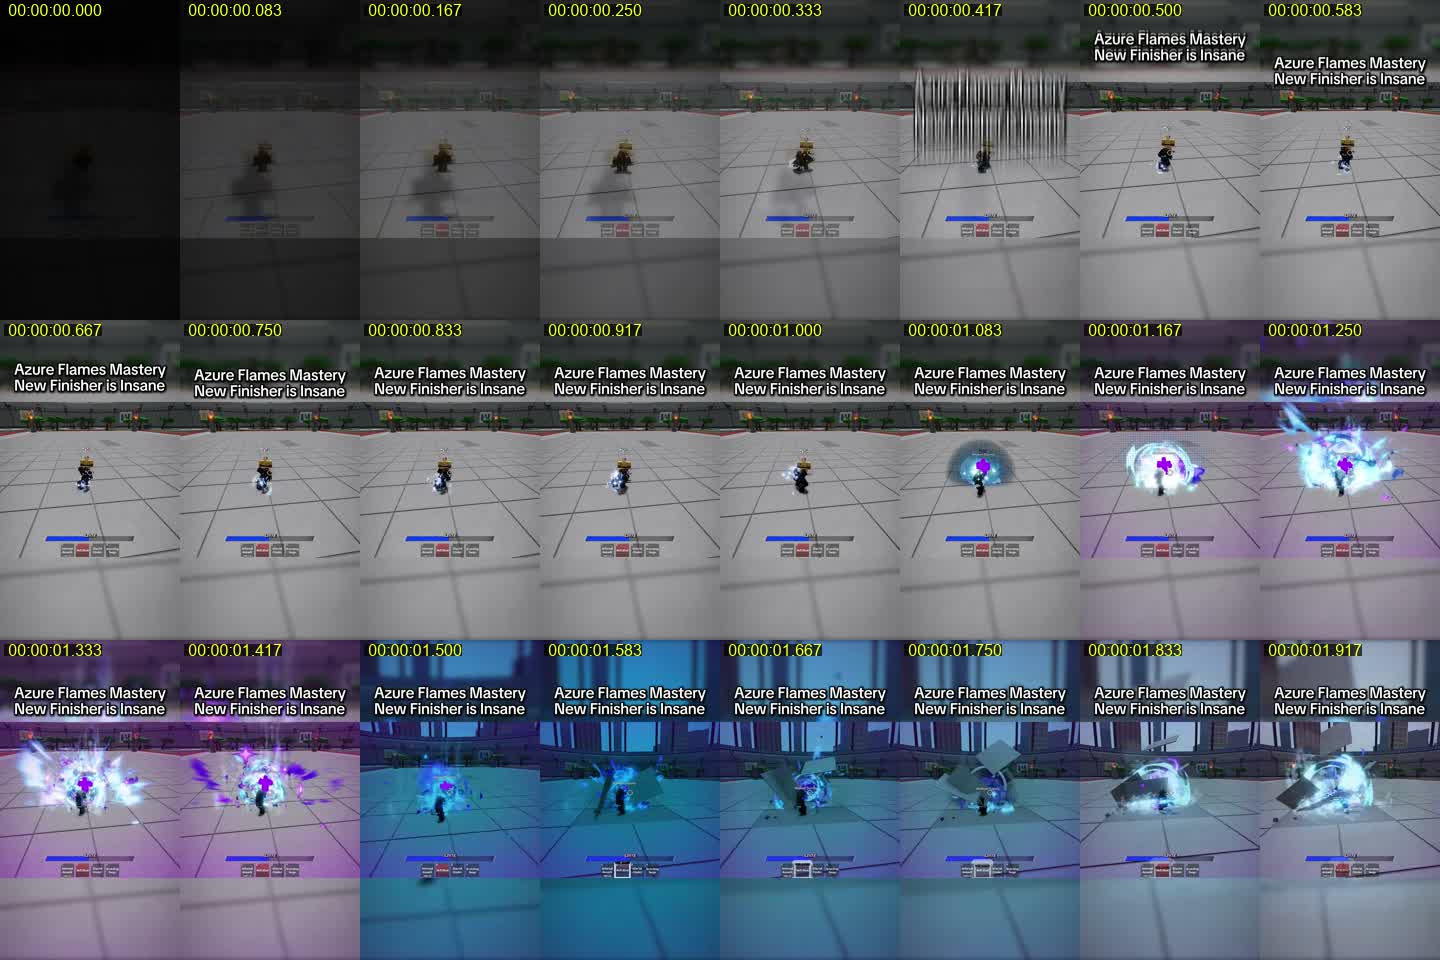 00:00:00.000
00:00:00.083
00:00:00.167
00:00:00.250
00:00:00.333
00:00:00.417
00:00:00.500
00:00:00.583
Azure Flames Mastery
New Finisher is Insane
Azure Flames Mastery
New Finisher is Insane
00:00:00.667
00:00:00.750
00:00:00.833
00:00:00.917
00:00:01.000
00:00:01.083
00:00:01.167
00:00:01.250
Azure Flames Mastery
New Finisher is Insane
Azure Flames Mastery
New Finisher is Insane
Azure Flames Mastery
New Finisher is Insane
Azure Flames Mastery
New Finisher is Insane
Azure Flames Mastery
New Finisher is Insane
Azure Flames Mastery
New Finisher is Insane
Azure Flames Mastery
New Finisher is Insane
Azure Flames Mastery
New Finisher is Insane
00:00:01.333
00:00:01.417
00:00:01.500
00:00:01.583
00:00:01.667
00:00:01.750
00:00:01.833
00:00:01.917
Azure Flames Mastery
New Finisher is Insane
Azure Flames Mastery
New Finisher is Insane
Azure Flames Mastery
New Finisher is Insane
Azure Flames Mastery
New Finisher is Insane
Azure Flames Mastery
New Finisher is Insane
Azure Flames Mastery
New Finisher is Insane
Azure Flames Mastery
New Finisher is Insane
Azure Flames Mastery
New Finisher is Insane